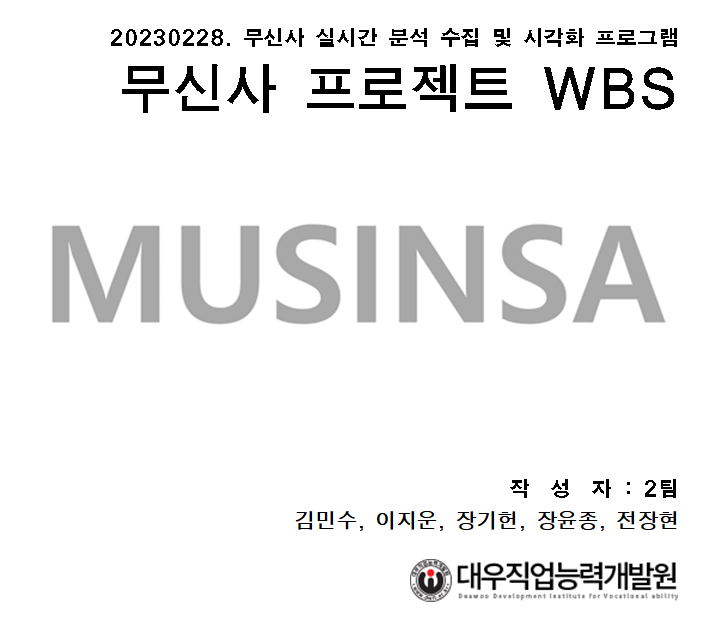 20230228. 무신사 실시간 분석 수집 및 시각화 프로그램
무신사 프로젝트 WBS
MUSINSA
작 성 자 : 2팀
김민수, 이지운, 장기헌, 장윤종, 전장현
대우직업능력개발원
Deawoo Development Institute for Vocational ability